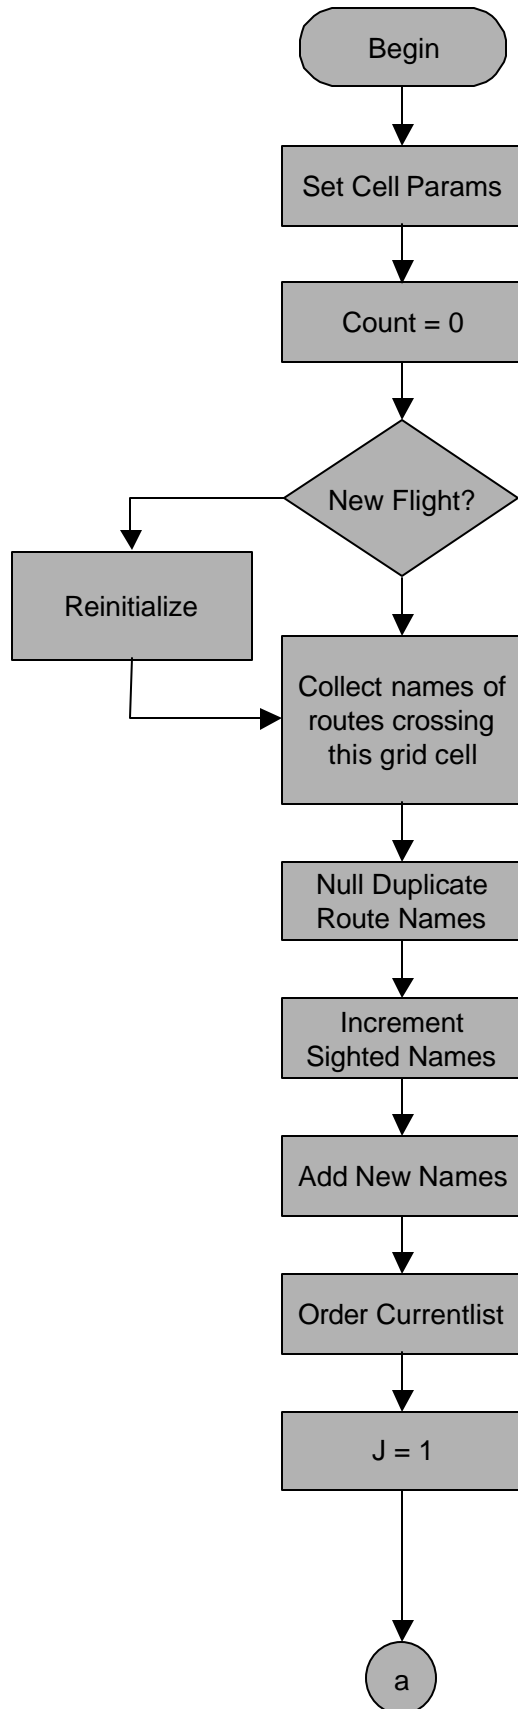 Begin
Set Cell Params
Count = 0
New Flight?
Reinitialize
Collect names of
routes crossing
this grid cell
Null Duplicate
Route Names
Increment
Sighted Names
Add New Names
Order Currentlist
J = 1
a